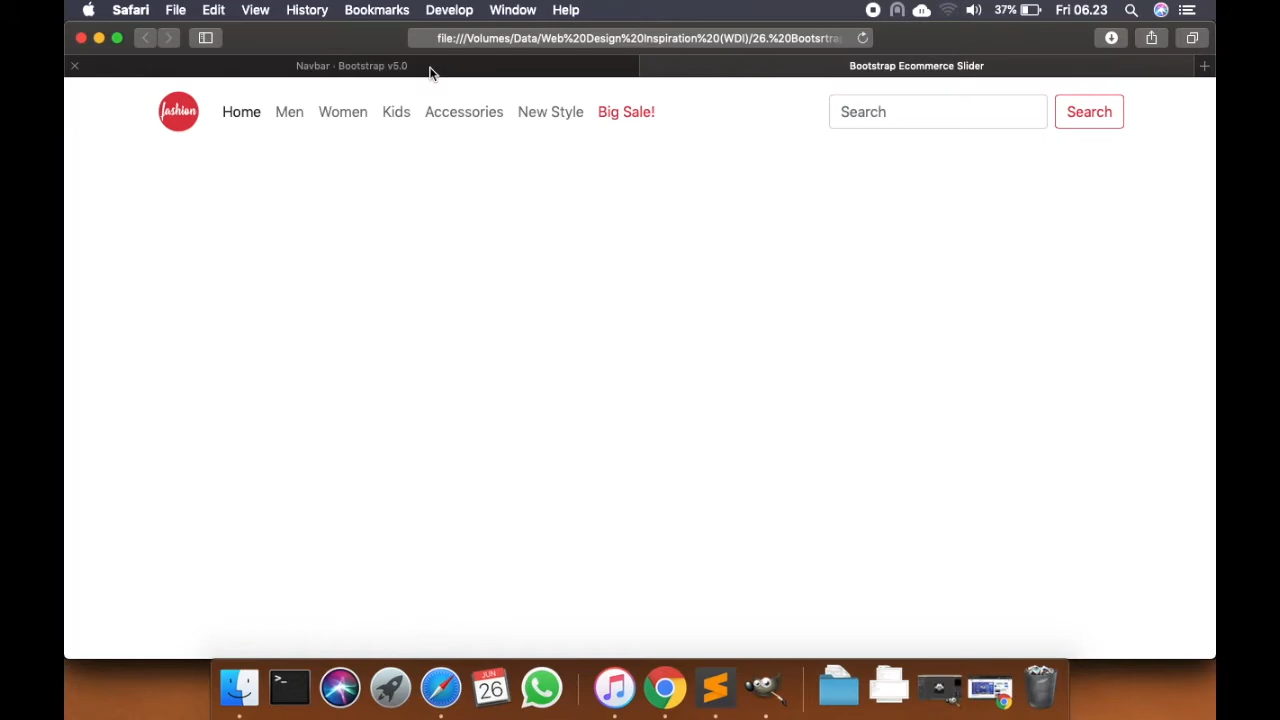 Safari File Edit View History Bookmarks Develop Window Help 37% Fri 06.23
file:///Volumes/Data/Web%20Design%20Inspiration%20(WDI)/26.%20Bootsrtra
Navbar · Bootstrap v5.0 Bootstrap Ecommerce Slider
fashion Home Men Women Kids Accessories New Style Big Sale! Search Search
JUN
26